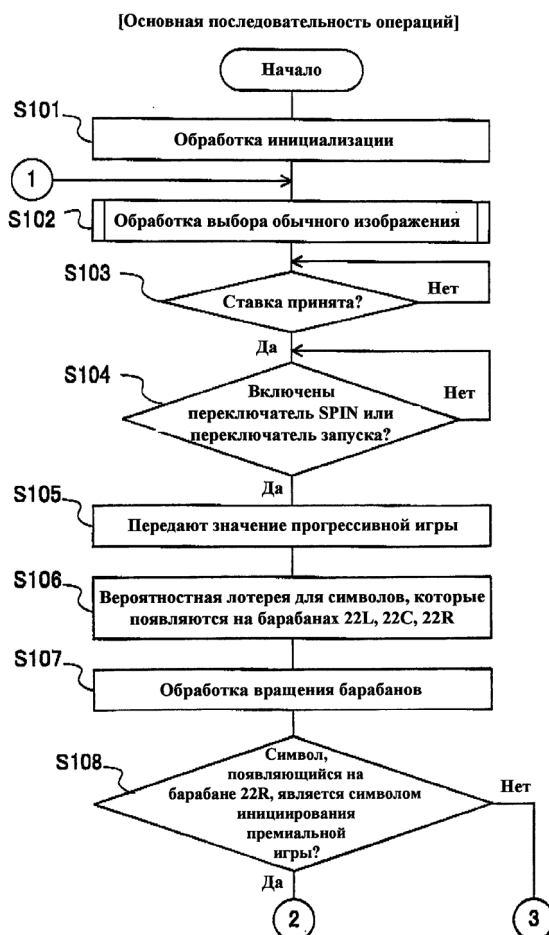 [Основная последовательность операций]
Начало
S101
Обработка инициализации
1
S102
Обработка выбора обычного изображения
S103
Ставка принята?
Нет
Да
S104
Включены
переключатель SPIN или
переключатель запуска?
Нет
Да
S105
Передают значение прогрессивной игры
S106
Вероятностная лотерея для символов, которые
появляются на барабанах 22L, 22C, 22R
S107
Обработка вращения барабанов
S108
Символ,
появляющийся на
барабане 22R, является символом
инициирования
премиальной
игры?
Нет
Да
2
3